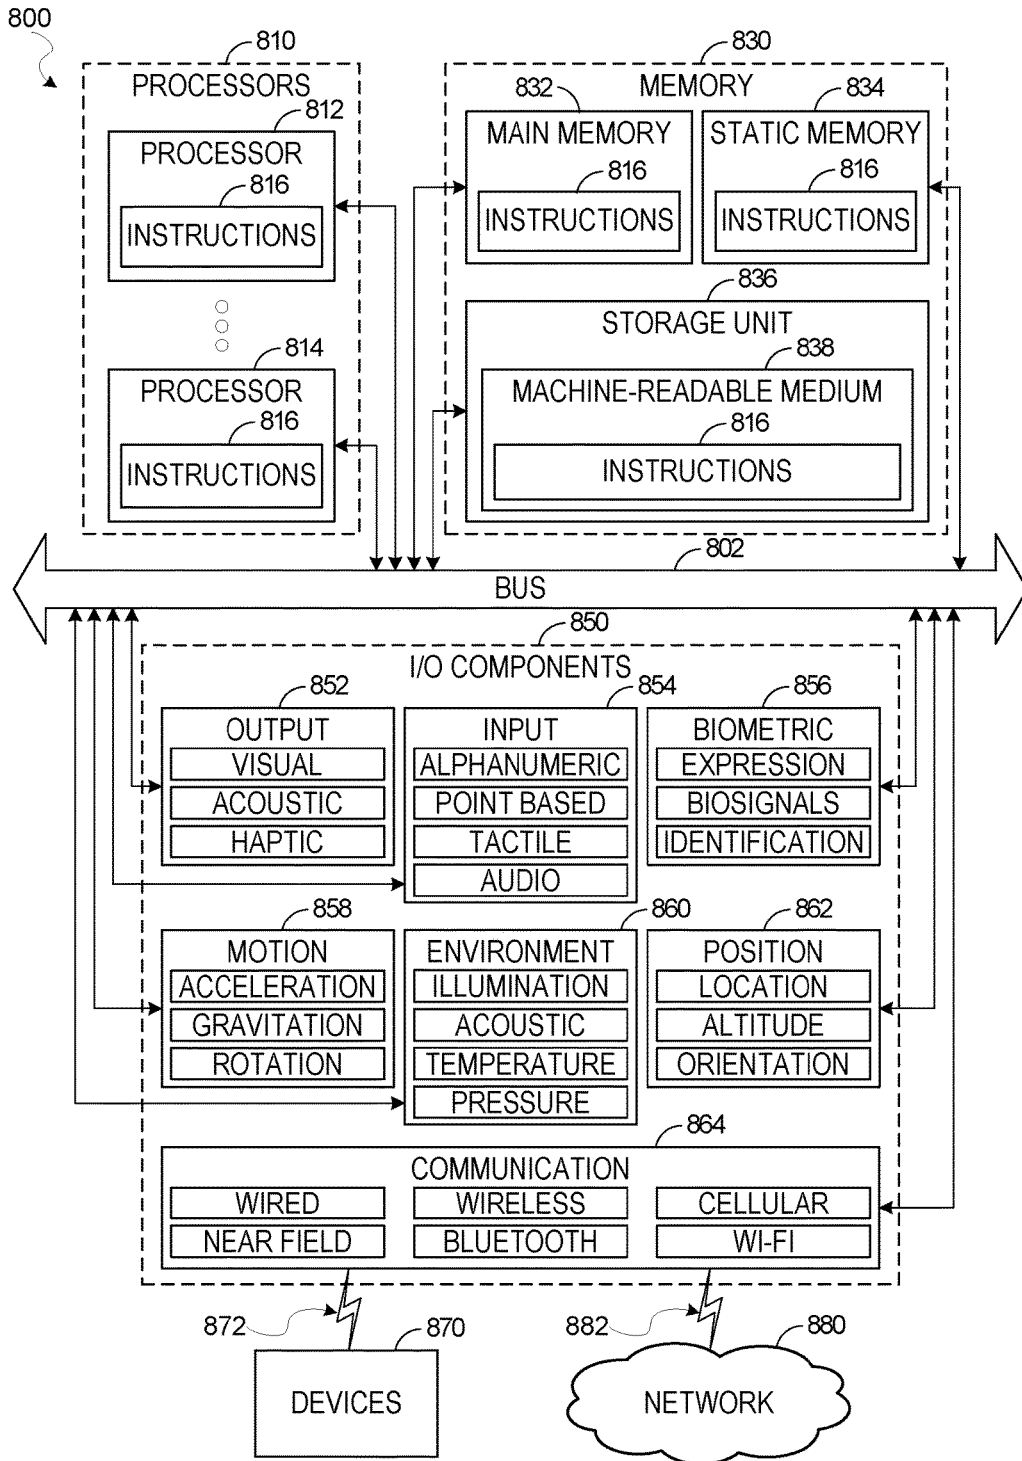 800
810
PROCESSORS
812
PROCESSOR
816
INSTRUCTIONS
814
PROCESSOR
816
INSTRUCTIONS
830
MEMORY
832
MAIN MEMORY
816
INSTRUCTIONS
834
STATIC MEMORY
816
INSTRUCTIONS
836
STORAGE UNIT
838
MACHINE-READABLE MEDIUM
816
INSTRUCTIONS
802
BUS
850
I/O COMPONENTS
852
OUTPUT
VISUAL
ACOUSTIC
HAPTIC
854
INPUT
ALPHANUMERIC
POINT BASED
TACTILE
AUDIO
856
BIOMETRIC
EXPRESSION
BIOSIGNALS
IDENTIFICATION
858
MOTION
ACCELERATION
GRAVITATION
ROTATION
860
ENVIRONMENT
ILLUMINATION
ACOUSTIC
TEMPERATURE
PRESSURE
862
POSITION
LOCATION
ALTITUDE
ORIENTATION
864
COMMUNICATION
WIRED
WIRELESS
CELLULAR
NEAR FIELD
BLUETOOTH
WI-FI
872
870
DEVICES
882
880
NETWORK